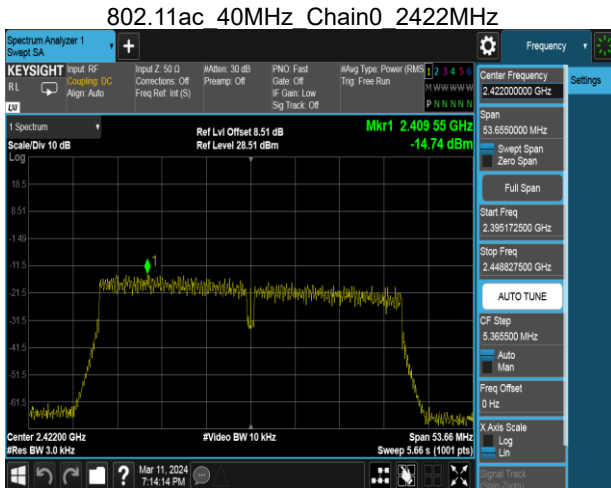 802.11ac_40MHz_Chain0_2422MHz
Spectrum Analyzer 1
Swept SA
Frequency
KEYSIGHT
RL
Input: RF
Coupling: DC
Align: Auto
Input Z: 50 Ω
Corrections: Off
Freq Ref: Int (S)
#Atten: 30 dB
Preamp: Off
PNO: Fast
Gate: Off
IF Gain: Low
Sig Track: Off
#Avg Type: Power (RMS
Trig: Free Run
1 2 3 4 5 6
M W W W W W
P N N N N N
Center Frequency
2.422000000 GHz
Settings
Span
53.6550000 MHz
Swept Span
Zero Span
Full Span
Start Freq
2.395172500 GHz
Stop Freq
2.448827500 GHz
AUTO TUNE
CF Step
5.365500 MHz
Auto
Man
Freq Offset
0 Hz
X Axis Scale
Log
Lin
Signal Track
(Span Zoom)
1 Spectrum
Scale/Div 10 dB
Log
Ref Lvl Offset 8.51 dB
Ref Level 28.51 dBm
Mkr1 2.409 55 GHz
-14.74 dBm
18.5
8.51
-1.49
-11.5
-21.5
-31.5
-41.5
-51.5
-61.5
1
Center 2.42200 GHz
#Res BW 3.0 kHz
#Video BW 10 kHz
Span 53.66 MHz
Sweep 5.66 s (1001 pts)
?
Mar 11, 2024
7:14:14 PM